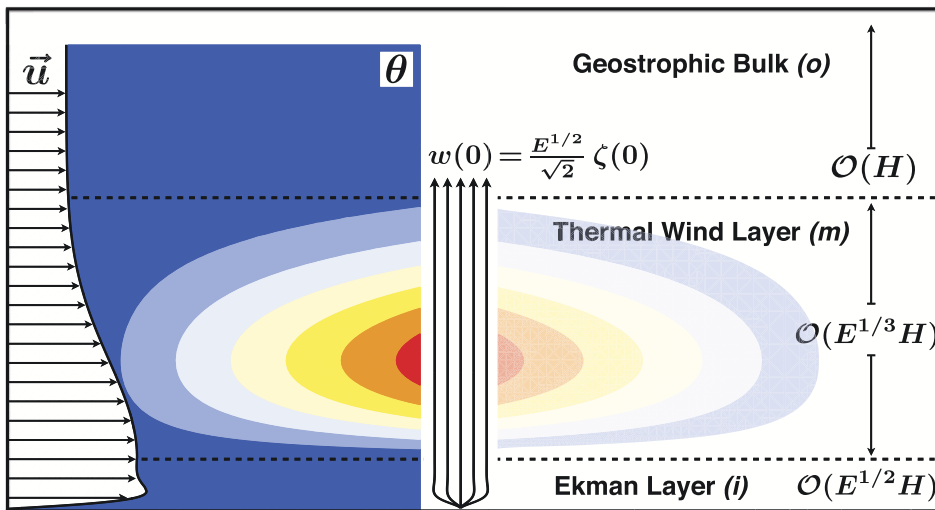 u⃗
θ
Geostrophic Bulk (o)
w(0) = E^{1/2}/√2 ζ(0)
O(H)
Thermal Wind Layer (m)
O(E^{1/3}H)
Ekman Layer (i)
O(E^{1/2}H)